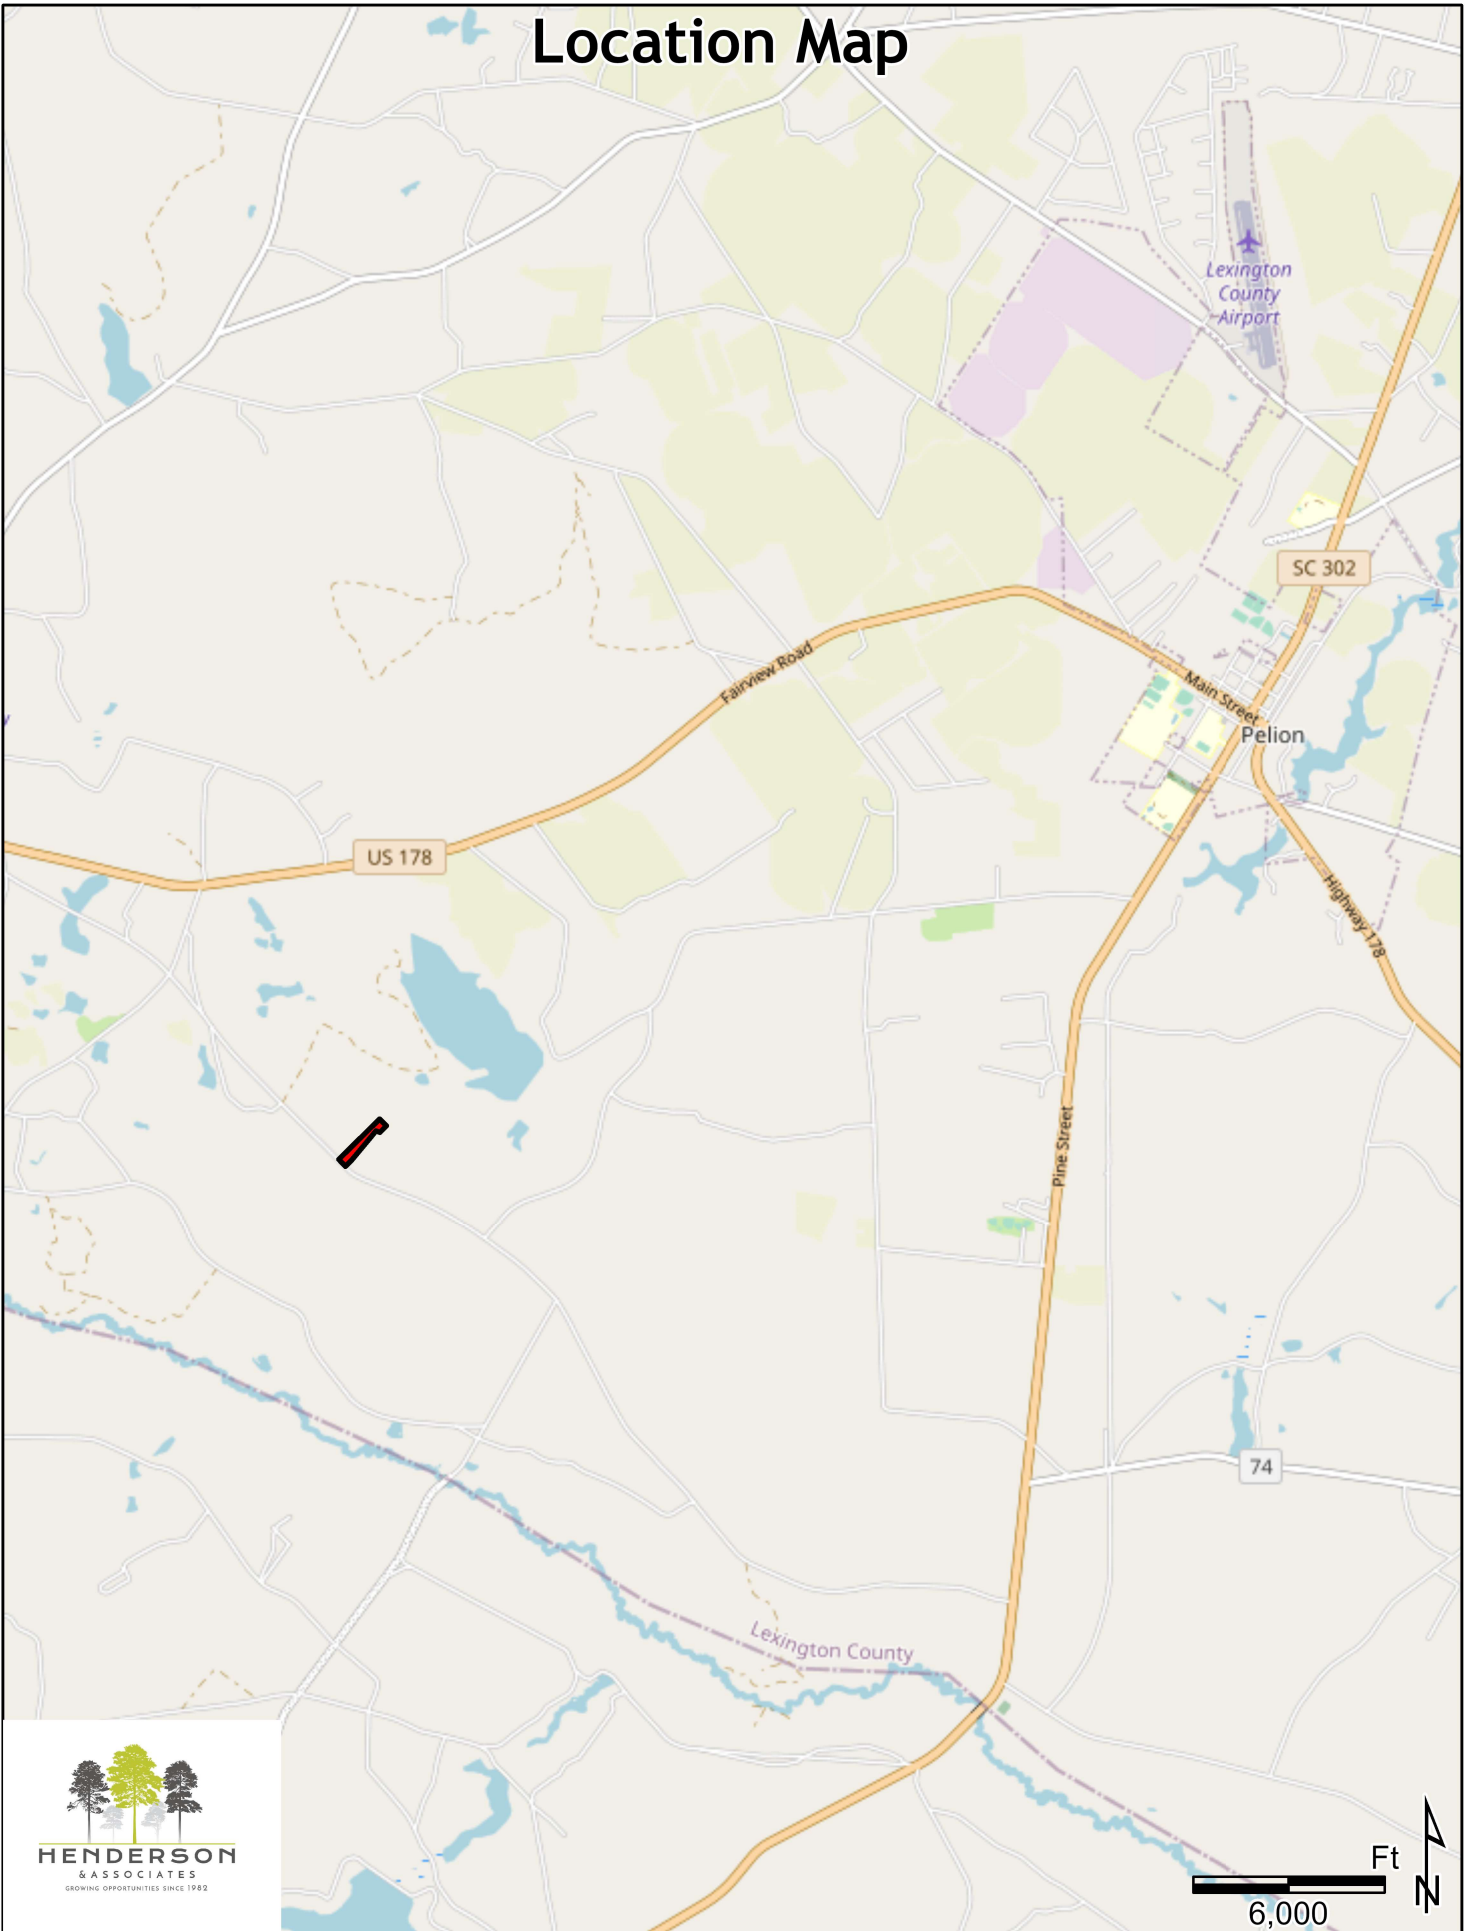 Location Map
Lexington
County
Airport
SC 302
Fairview Road
Main Street
Pelion
US 178
Highway 178
Pine Street
74
Lexington County
HENDERSON
& ASSOCIATES
GROWING OPPORTUNITIES SINCE 1982
Ft
6,000
N